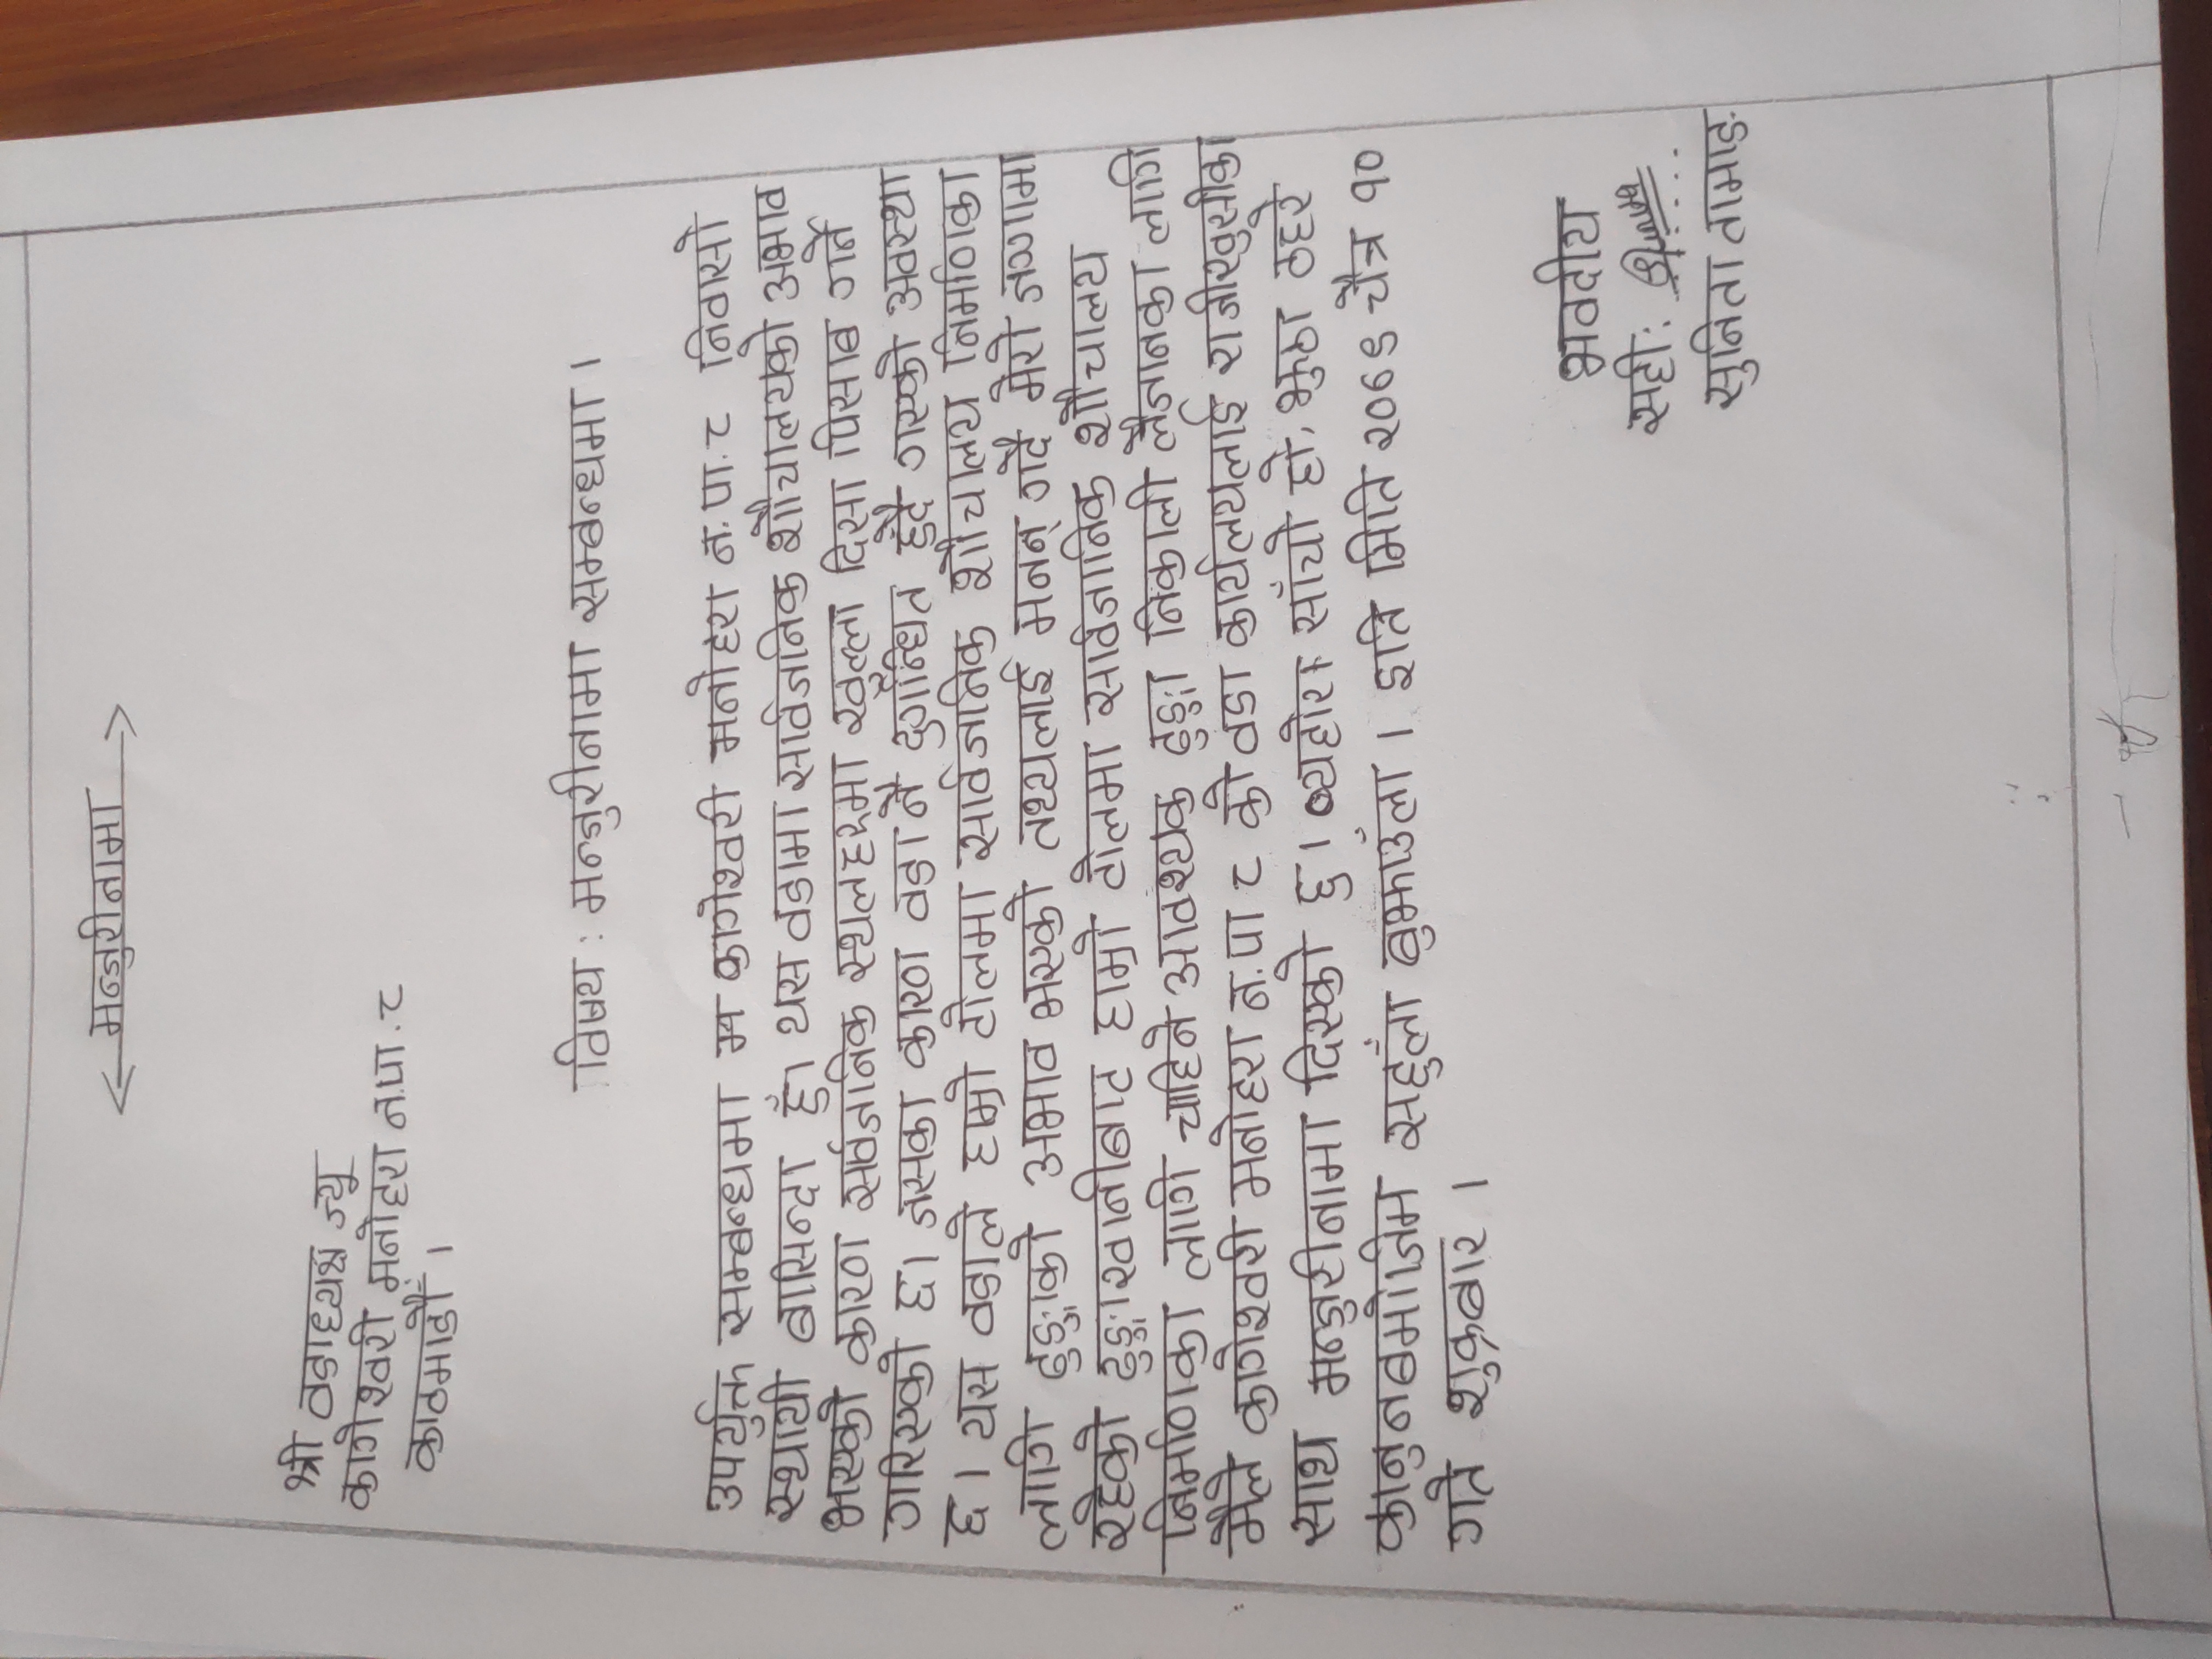 मन्जुरीनामा
श्री वडाध्यक्ष ज्यू
कागेश्वरी मनोहरा न.पा. ८
काठमाडौँ ।
विषय : मन्जुरीनामा सम्बन्धमा ।
उपर्युक्त सम्बन्धमा म कागेश्वरी मनोहरा न.पा. ८ निवासो
स्थायी बासिन्दा हुँ। यस वडामा सार्वजनिक शौचालयको अभाव
भएको कारण सर्वजनिक स्थलहरुमा खुल्ला दिसा पिसाब गर्ने
गरिएको छ। जसका कारण वडा नै दुर्गन्धित हुँदै गएको अवस्था
छ। यस वडाले हाम्रो टोलमा सार्वजनिक शौचालय निर्माणका
लागि ढुङ्गाको अभाव भएको तथ्यलाई मनन् गर्दै मेरो जग्गामा
रहेको ढुङ्गाखानीबाट हाम्रो टोलमा सार्वजानिक शौचालय
निर्माणका लागि चाहिने आवश्यक ढुङ्गा निकाली लैजानका लागि
मैले कागेश्वरी मनोहरा न.पा ८ को वडा कार्यलयलाई राजीखुसीका
साथ मन्जुरीनामा दिएको छु। व्यहोरा साँचो हो, झुठा ठहरे
कानुनबमोजिम सहुँला बुझाउँला । इति मिति २०७९ चैत्र १०
गते शुक्रबार ।
भवदीय
सही:
सुनिता तामाङ